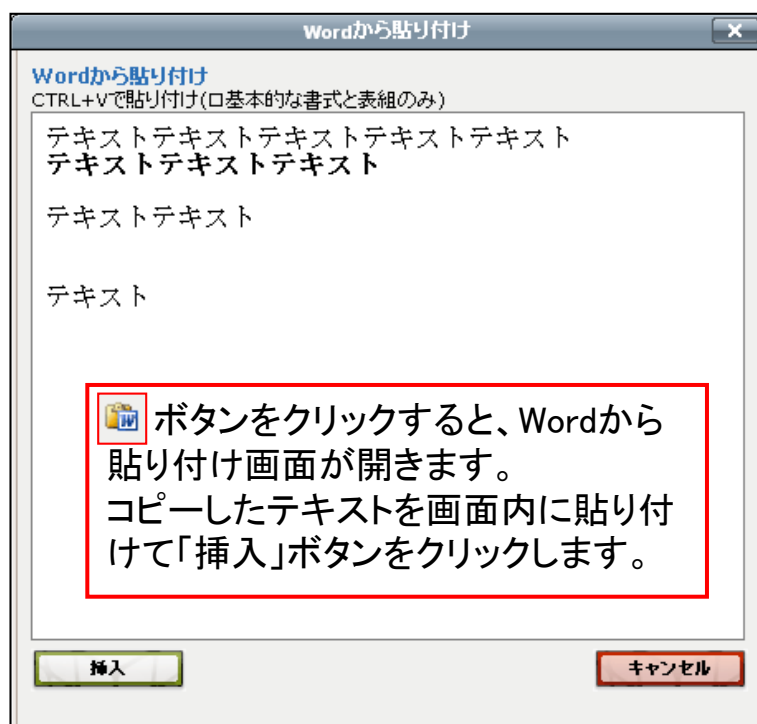 Wordから貼り付け
Wordから貼り付け
CTRL+Vで貼り付け(ロ基本的な書式と表組のみ)
テキストテキストテキストテキストテキスト
テキストテキストテキスト
テキストテキスト
テキスト
ボタンをクリックすると、Wordから
貼り付け画面が開きます。
コピーしたテキストを画面内に貼り付
けて「挿入」ボタンをクリックします。
挿入
キャンセル